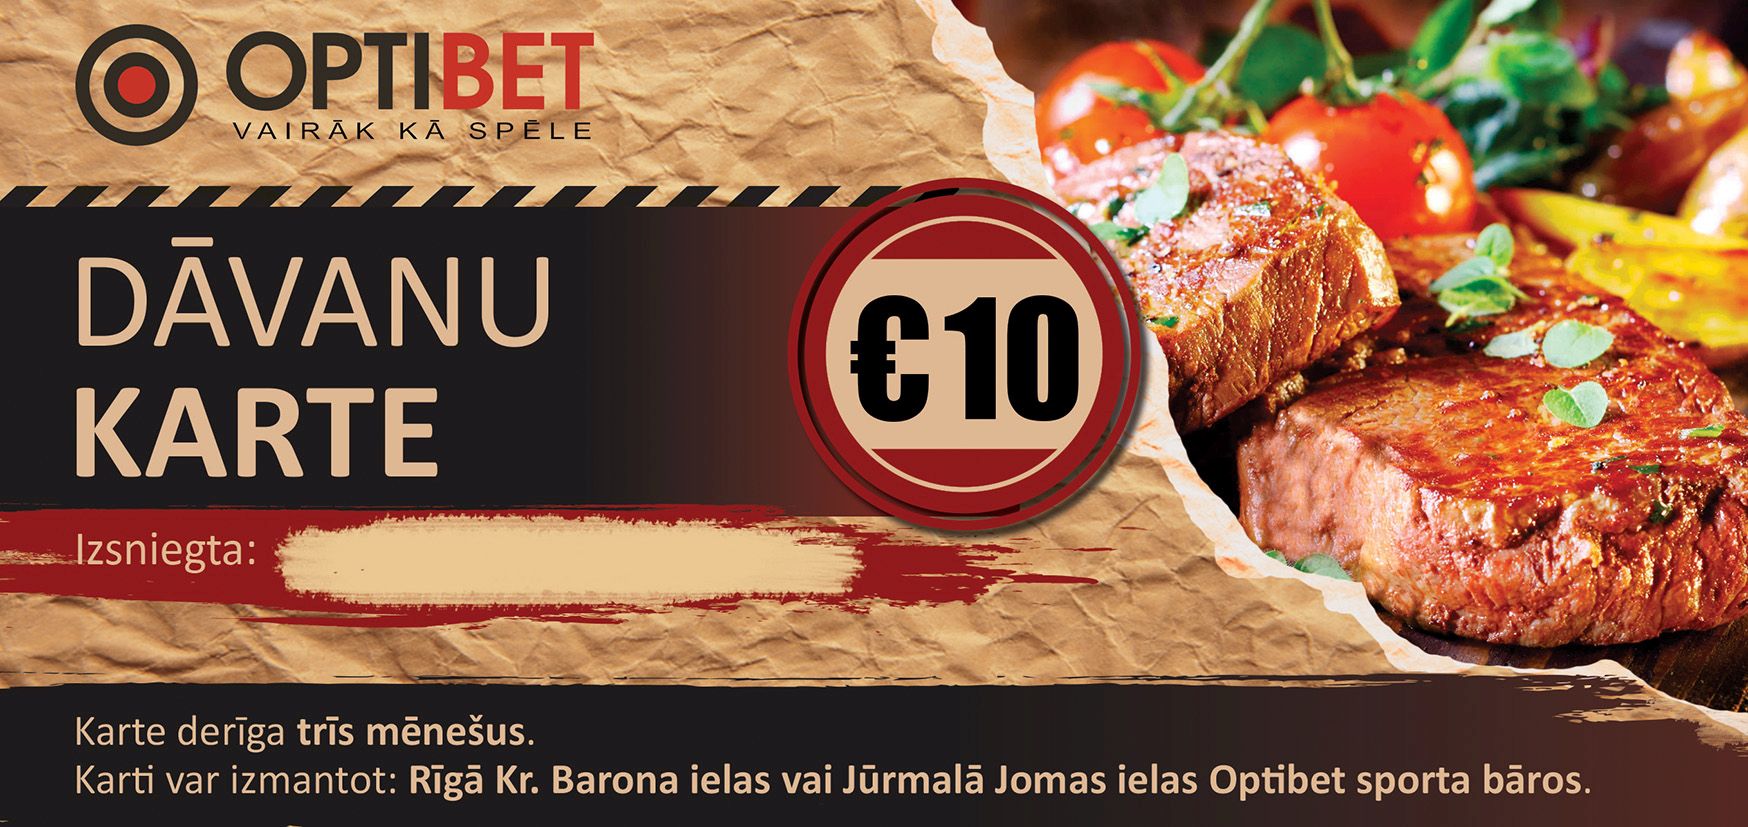 OPTIBET
VAIRĀK KĀ SPĒLE
DĀVANU
KARTE
€10
Izsniegta:
Karte derīga trīs mēnešus.
Karti var izmantot: Rīgā Kr. Barona ielas vai Jūrmalā Jomas ielas Optibet sporta bāros.